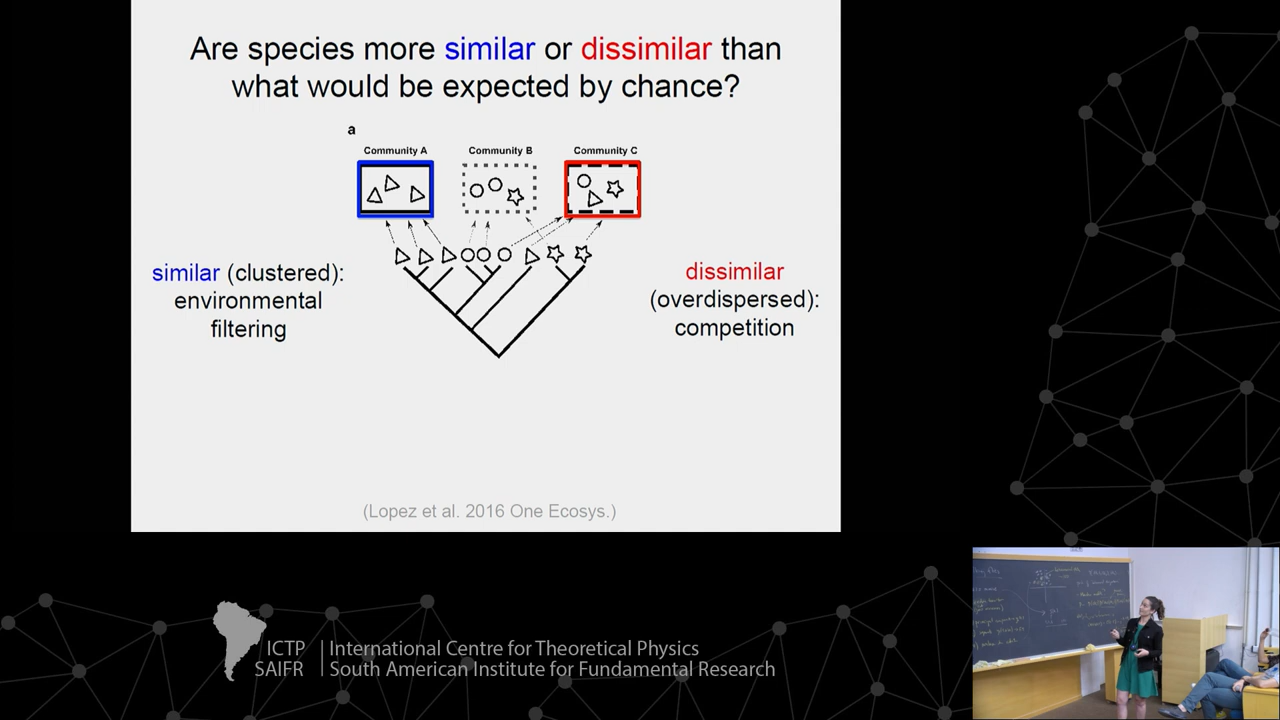 Are species more similar or dissimilar than
what would be expected by chance?
a
Community A
Community B
Community C
similar (clustered):
environmental
filtering
dissimilar
(overdispersed):
competition
(Lopez et al. 2016 One Ecosys.)
ICTP
SAIFR
International Centre for Theoretical Physics
South American Institute for Fundamental Research